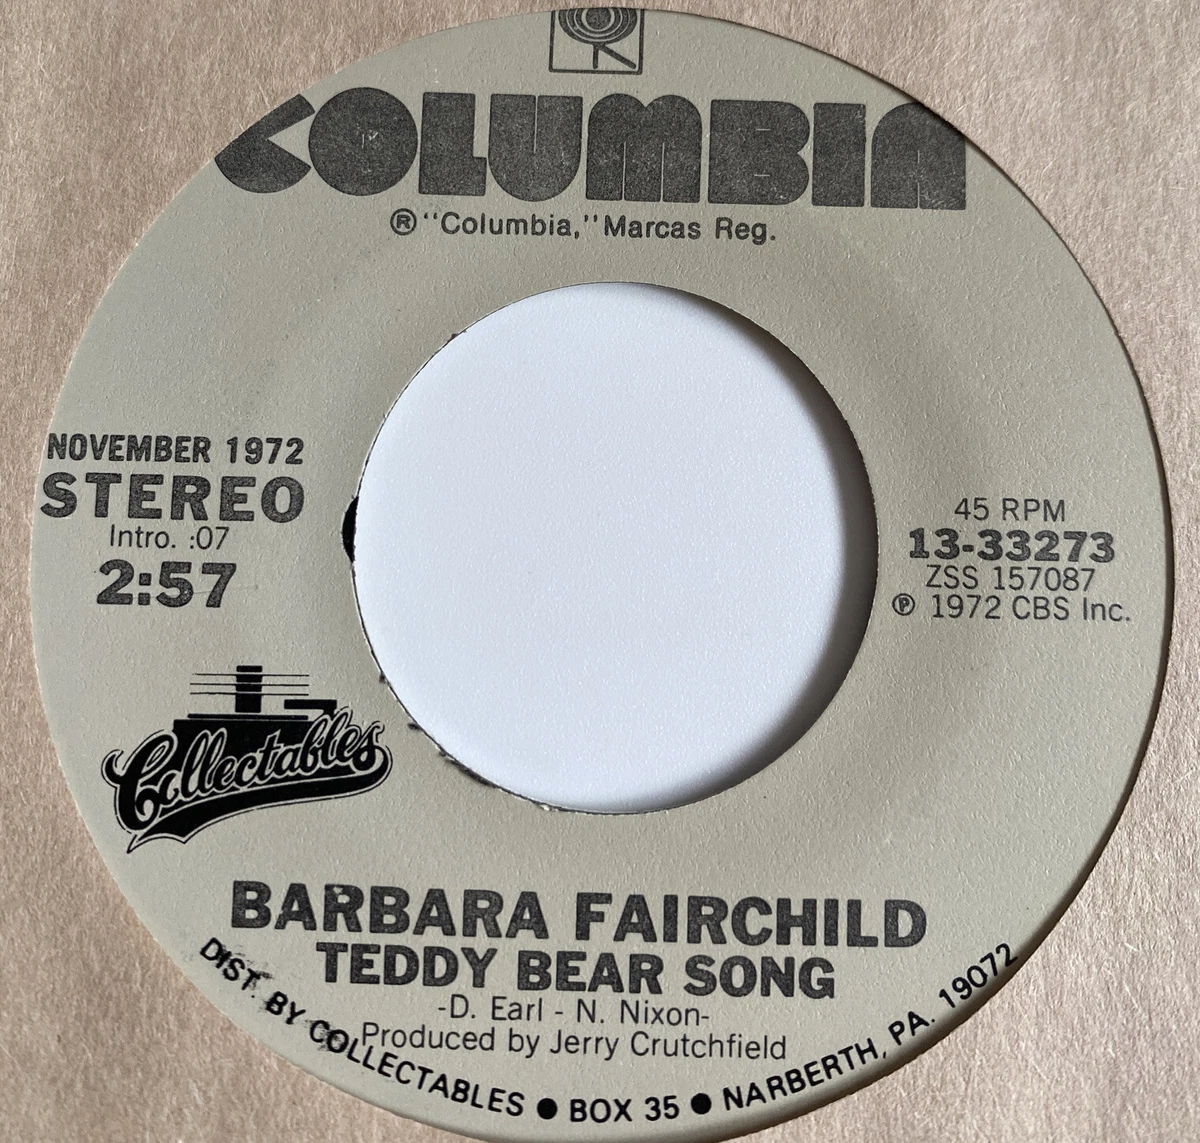 COLUMBIA
® "Columbia," Marcas Reg.
NOVEMBER 1972
STEREO
Intro. :07
2:57
45 RPM
13-33273
ZSS 157087
℗ 1972 CBS Inc.
Collectables
BARBARA FAIRCHILD
TEDDY BEAR SONG
-D. Earl - N. Nixon-
Produced by Jerry Crutchfield
DIST. BY COLLECTABLES ● BOX 35 ● NARBERTH, PA. 19072